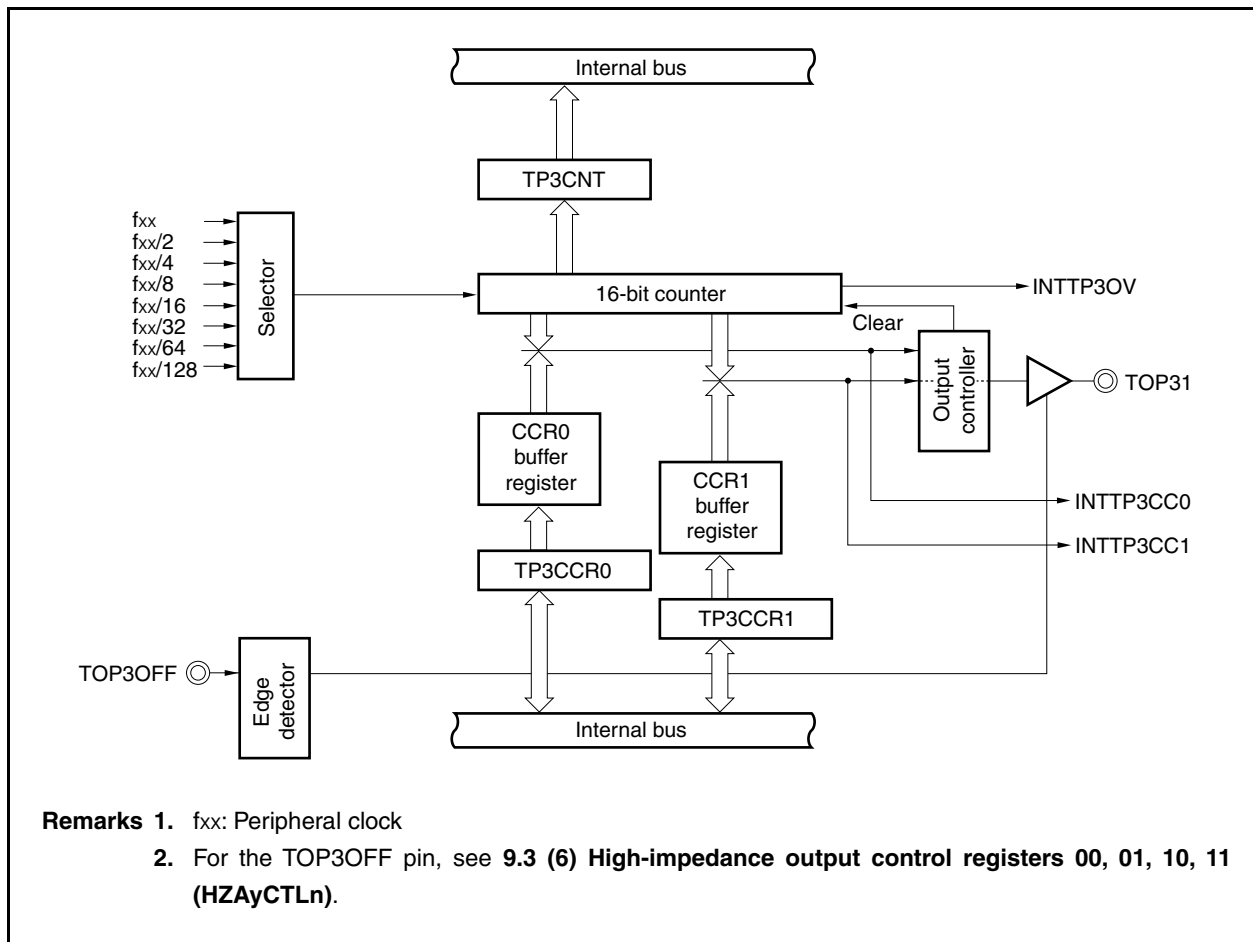 Internal bus
TP3CNT
fxx
fxx/2
fxx/4
fxx/8
fxx/16
fxx/32
fxx/64
fxx/128
Selector
16-bit counter
INTTP3OV
Clear
Output
controller
TOP31
CCR0
buffer
register
CCR1
buffer
register
INTTP3CC0
INTTP3CC1
TP3CCR0
TP3CCR1
TOP3OFF
Edge
detector
Internal bus
Remarks 1. fxx: Peripheral clock
2. For the TOP3OFF pin, see 9.3 (6) High-impedance output control registers 00, 01, 10, 11
(HZAyCTLn).